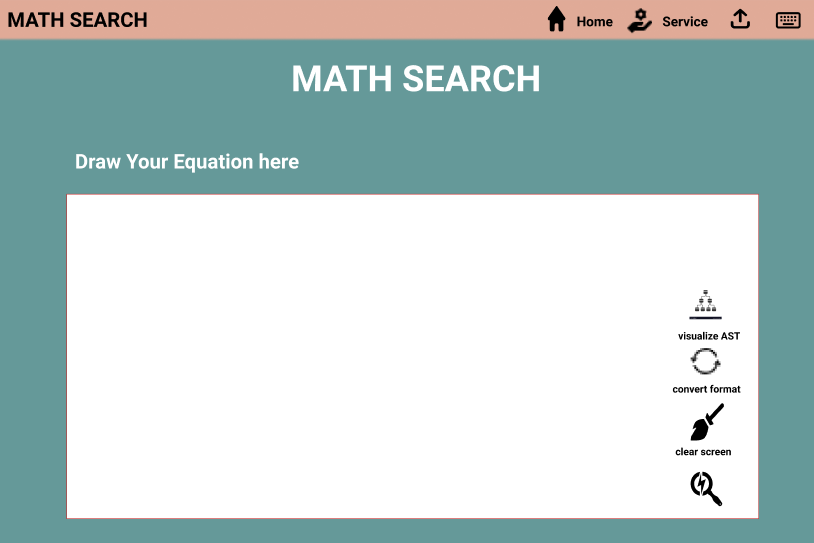 MATH SEARCH
Home
Service
MATH SEARCH
Draw Your Equation here
visualize AST
convert format
clear screen